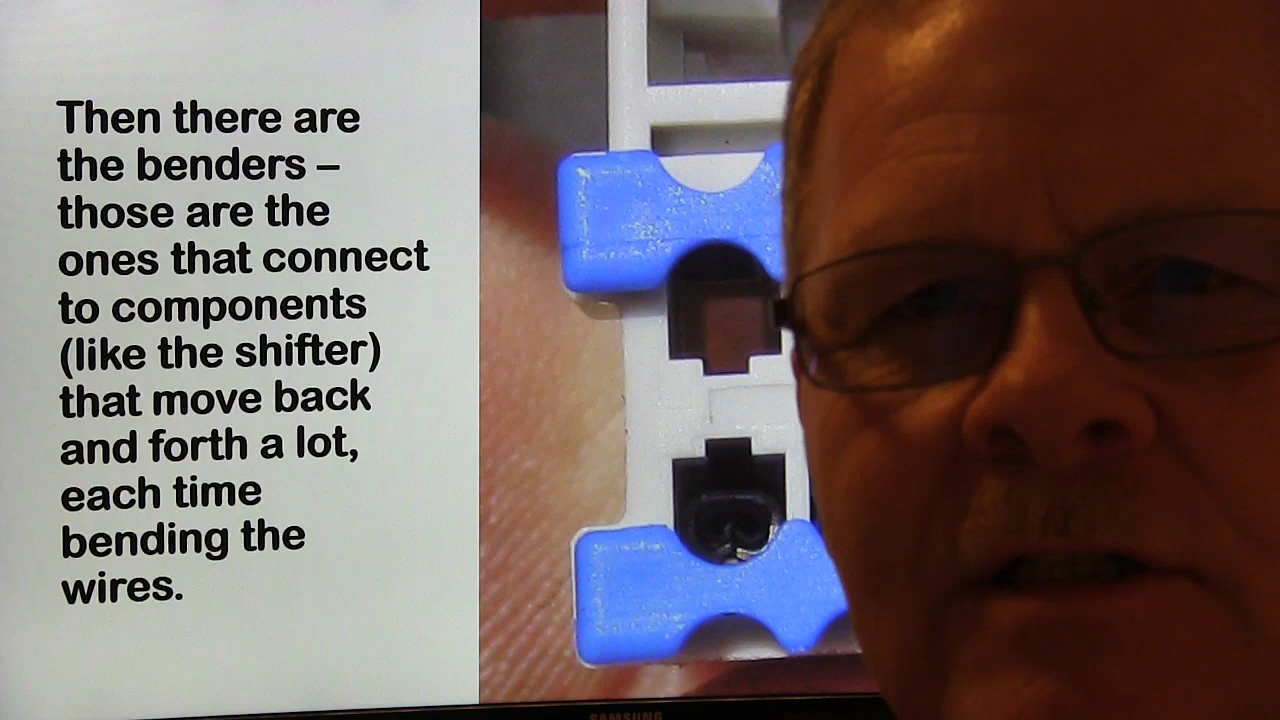 Then there are
the benders –
those are the
ones that connect
to components
(like the shifter)
that move back
and forth a lot,
each time
bending the
wires.
SAMSUNG